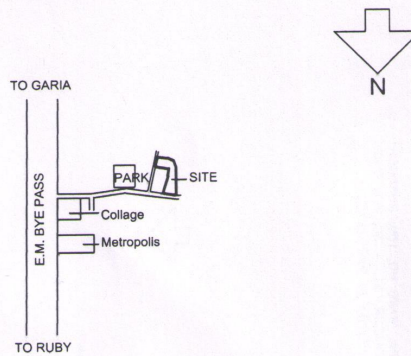 N
TO GARIA
PARK
SITE
E.M. BYE PASS
Collage
Metropolis
TO RUBY